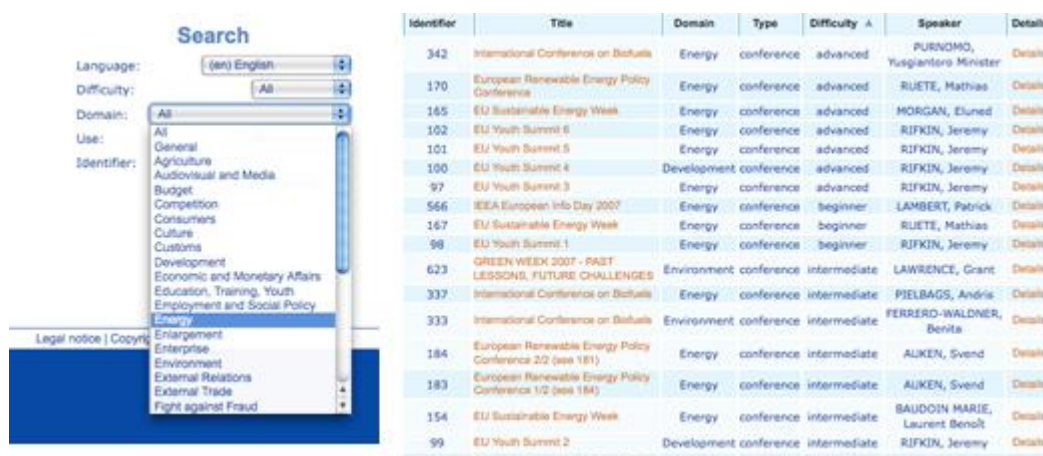 Search
Language: (en) English
Difficulty: All
Domain: All
Use:
Identifier:
All
General
Agriculture
Audiovisual and Media
Budget
Competition
Consumers
Culture
Customs
Development
Economic and Monetary Affairs
Education, Training, Youth
Employment and Social Policy
Energy
Enlargement
Enterprise
Environment
External Relations
External Trade
Fight against Fraud
Legal notice | Copyrig
Identifier Title Domain Type Difficulty ▲ Speaker Details
342 International Conference on Biofuels Energy conference advanced PURNOMO, Yusgiantoro Minister Details
170 European Renewable Energy Policy Conference Energy conference advanced RUETE, Mathias Details
165 EU Sustainable Energy Week Energy conference advanced MORGAN, Eluned Details
102 EU Youth Summit 6 Energy conference advanced RIFKIN, Jeremy Details
101 EU Youth Summit 5 Energy conference advanced RIFKIN, Jeremy Details
100 EU Youth Summit 4 Development conference advanced RIFKIN, Jeremy Details
97 EU Youth Summit 3 Energy conference advanced RIFKIN, Jeremy Details
566 IEEA European Info Day 2007 Energy conference beginner LAMBERT, Patrick Details
167 EU Sustainable Energy Week Energy conference beginner RUETE, Mathias Details
98 EU Youth Summit 1 Energy conference beginner RIFKIN, Jeremy Details
623 GREEN WEEK 2007 - PAST LESSONS, FUTURE CHALLENGES Environment conference intermediate LAWRENCE, Grant Details
337 International Conference on Biofuels Energy conference intermediate PIELBAGS, Andris Details
333 International Conference on Biofuels Environment conference intermediate FERRERO-WALDNER, Benita Details
184 European Renewable Energy Policy Conference 2/2 (see 181) Energy conference intermediate AUKEN, Svend Details
183 European Renewable Energy Policy Conference 1/2 (see 184) Energy conference intermediate AUKEN, Svend Details
154 EU Sustainable Energy Week Energy conference intermediate BAUDOIN MARIE, Laurent Benoît Details
99 EU Youth Summit 2 Development conference intermediate RIFKIN, Jeremy Details